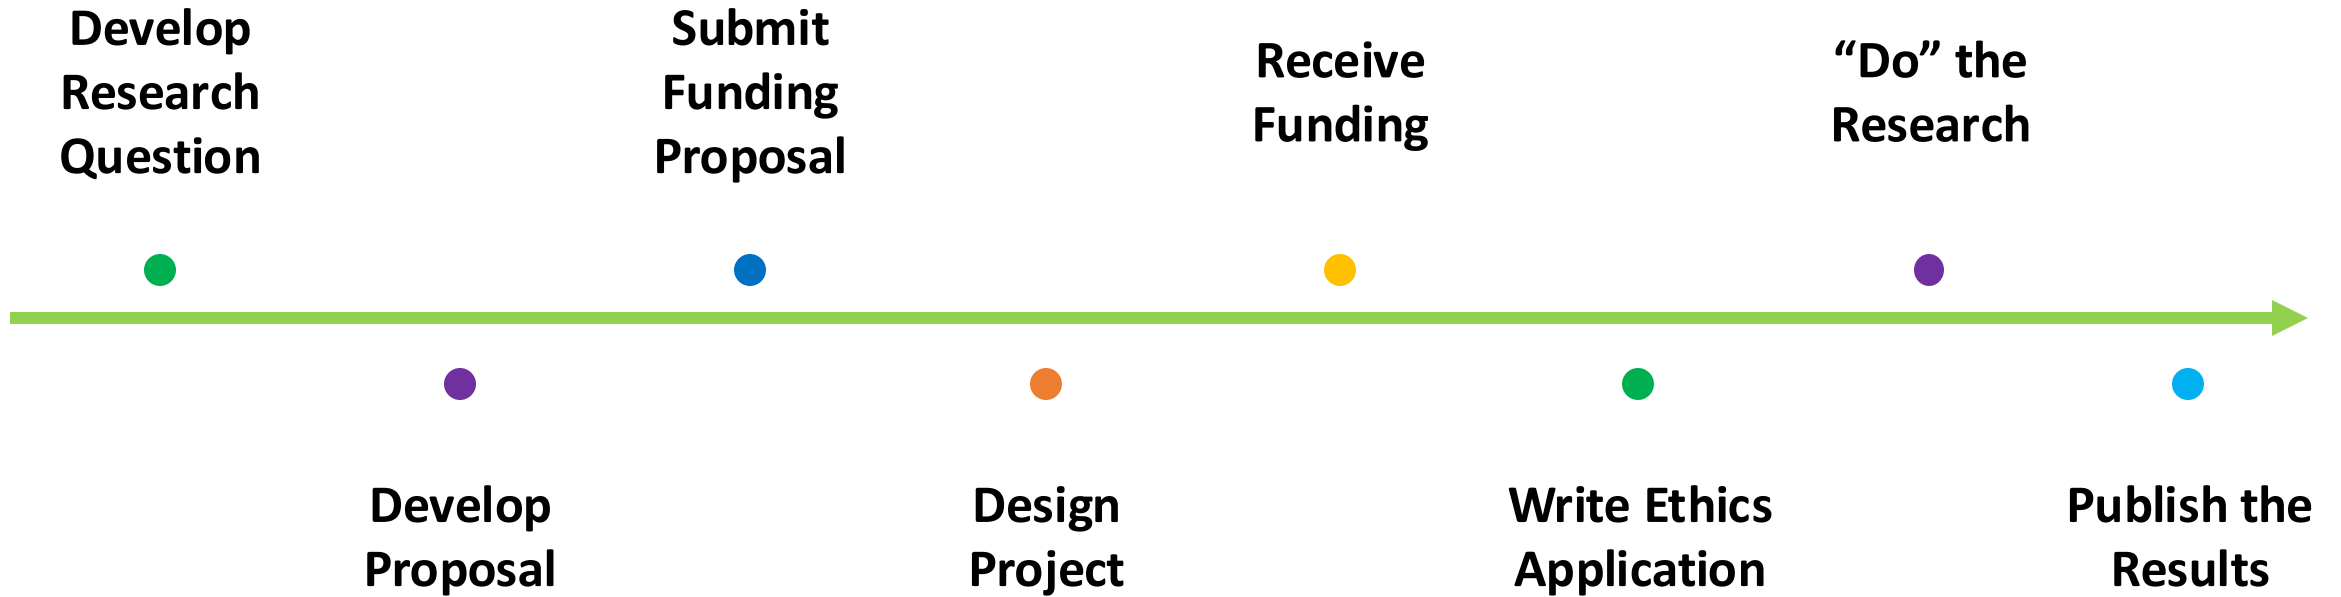 Develop
Research
Question
Develop
Proposal
Submit
Funding
Proposal
Design
Project
Receive
Funding
Write Ethics
Application
“Do” the
Research
Publish the
Results